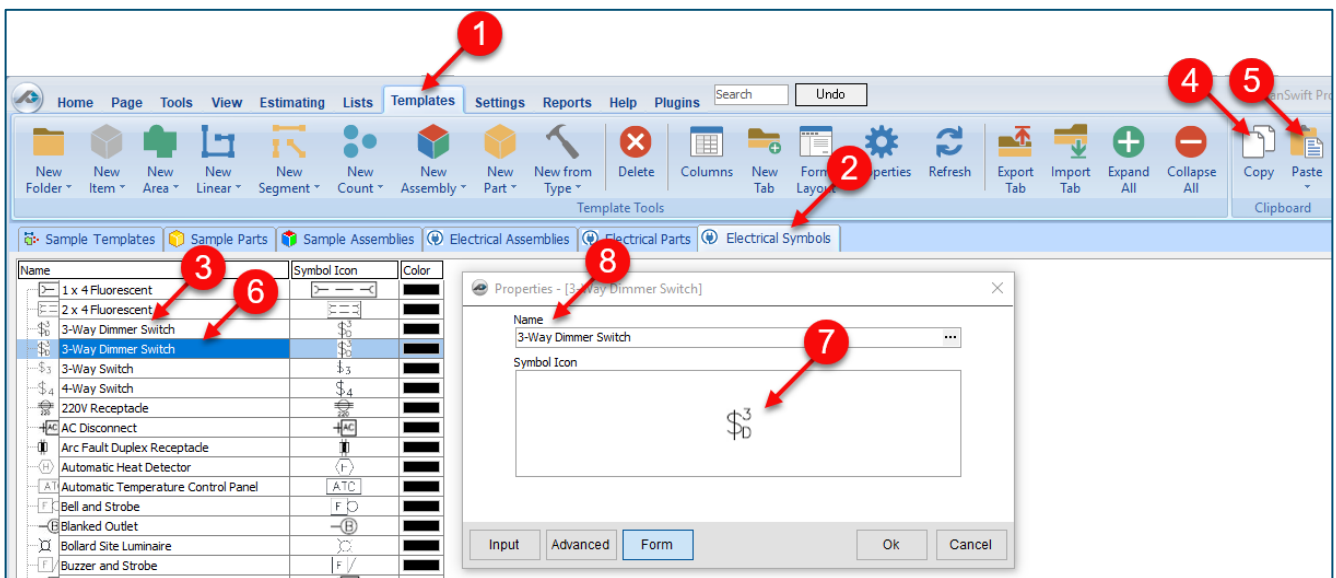 1
4
5
Home Page Tools View Estimating Lists Templates Settings Reports Help Plugins Search Undo
New Folder New Item New Area New Linear New Segment New Count New Assembly New Part New from Type Delete Columns New Tab Properties Refresh Export Tab Import Tab Expand All Collapse All Copy Paste
2
Template Tools Clipboard
Sample Templates Sample Parts Sample Assemblies Electrical Assemblies Electrical Parts Electrical Symbols
3
6
8
Name Symbol Icon Color
1 x 4 Fluorescent
2 x 4 Fluorescent
3-Way Dimmer Switch
3-Way Dimmer Switch
3-Way Switch
4-Way Switch
220V Receptacle
AC Disconnect
Arc Fault Duplex Receptacle
Automatic Heat Detector
Automatic Temperature Control Panel ATC
Bell and Strobe F
Blanked Outlet B
Bollard Site Luminaire
Buzzer and Strobe F
Properties - [3-Way Dimmer Switch]
Name
3-Way Dimmer Switch
7
Symbol Icon
$3D
Input Advanced Form Ok Cancel